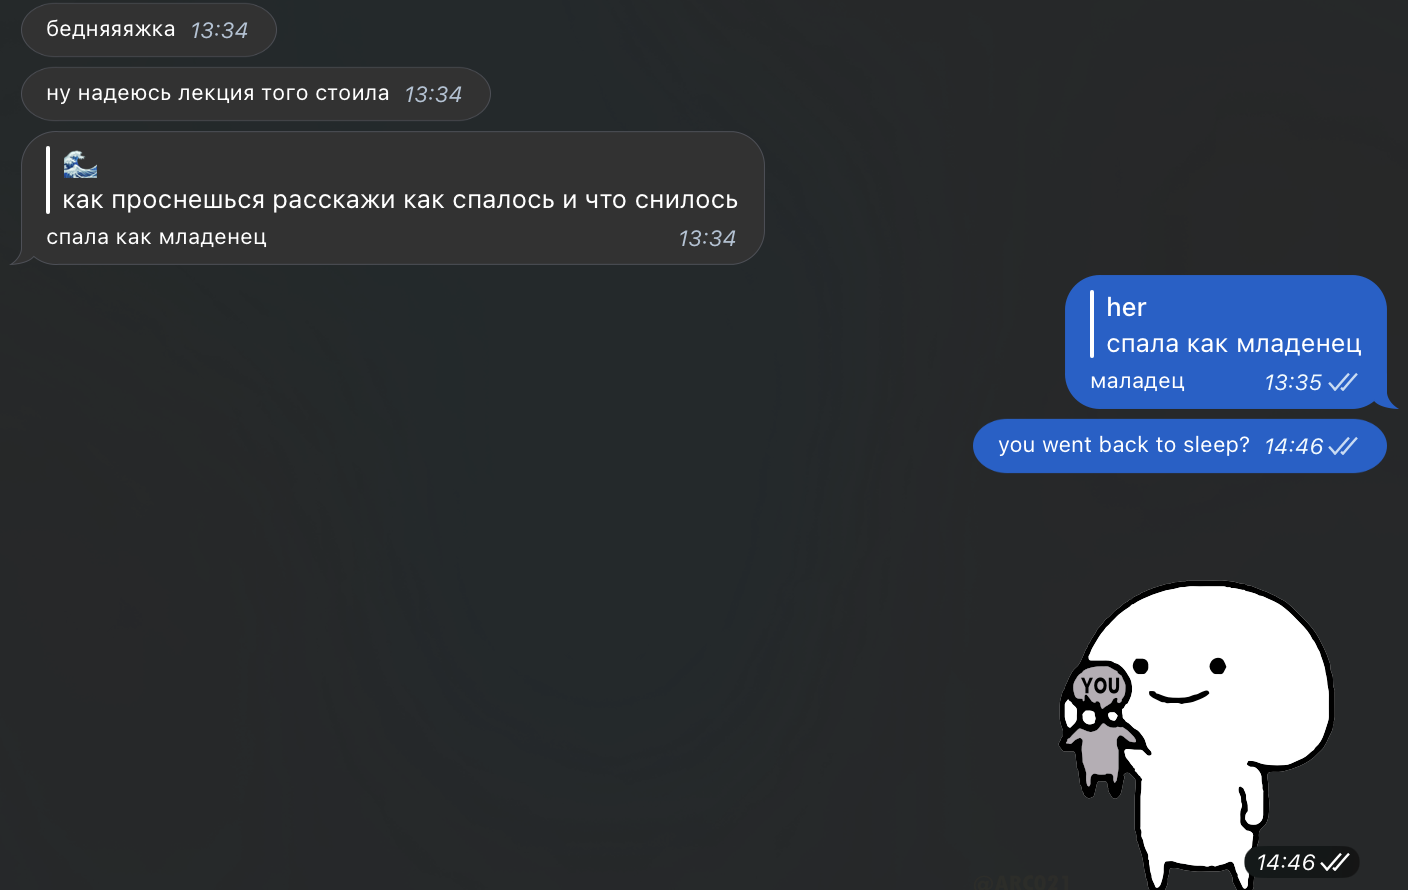 бедняяяжка 13:34
ну надеюсь лекция того стоила 13:34
🌊
как проснешься расскажи как спалось и что снилось
спала как младенец 13:34
her
спала как младенец
маладец 13:35
you went back to sleep? 14:46
YOU
14:46